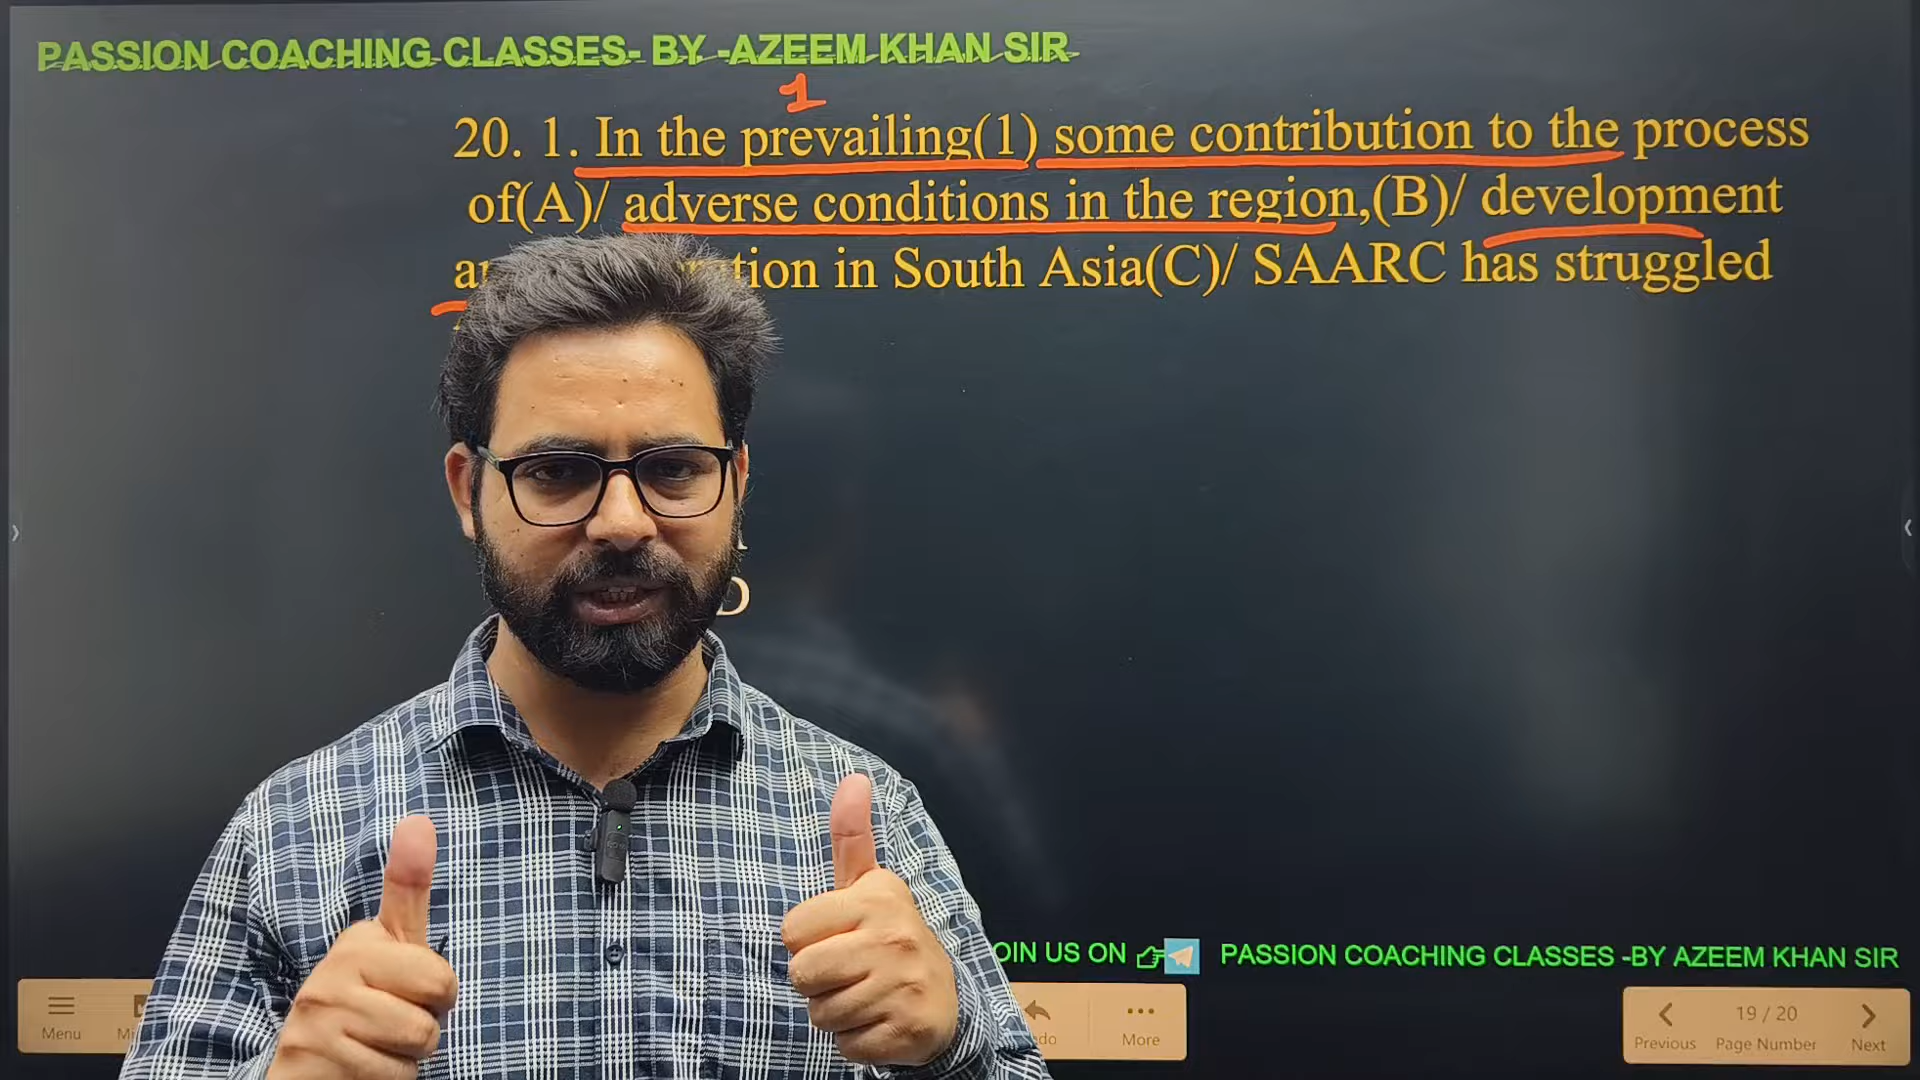 PASSION COACHING CLASSES- BY -AZEEM KHAN SIR
1
20. 1. In the prevailing(1) some contribution to the process
of(A)/ adverse conditions in the region,(B)/ development
in South Asia(C)/ SAARC has struggled
D
OIN US ON PASSION COACHING CLASSES -BY AZEEM KHAN SIR
Menu More 19 / 20
Previous Page Number Next